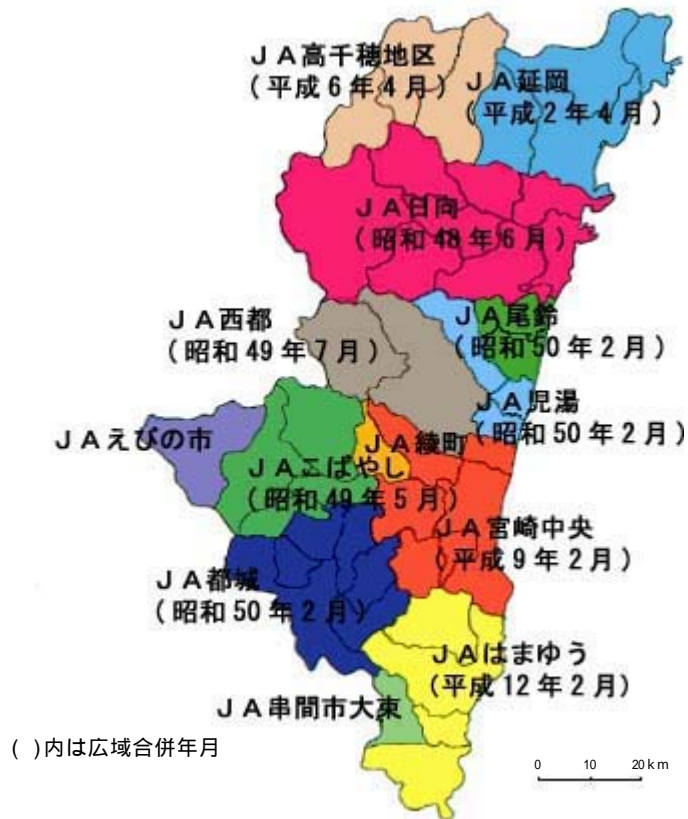 ＪＡ高千穂地区
(平成６年４月)
ＪＡ延岡
(平成２年４月)
ＪＡ日向
(昭和48年６月)
ＪＡ西都
(昭和49年７月)
ＪＡ尾鈴
(昭和50年２月)
ＪＡ児湯
(昭和50年２月)
ＪＡえびの市
ＪＡ綾町
ＪＡこばやし
(昭和49年５月)
ＪＡ宮崎中央
(平成９年２月)
ＪＡ都城
(昭和50年２月)
ＪＡはまゆう
(平成12年２月)
ＪＡ串間市大束
( )内は広域合併年月
0 10 20km